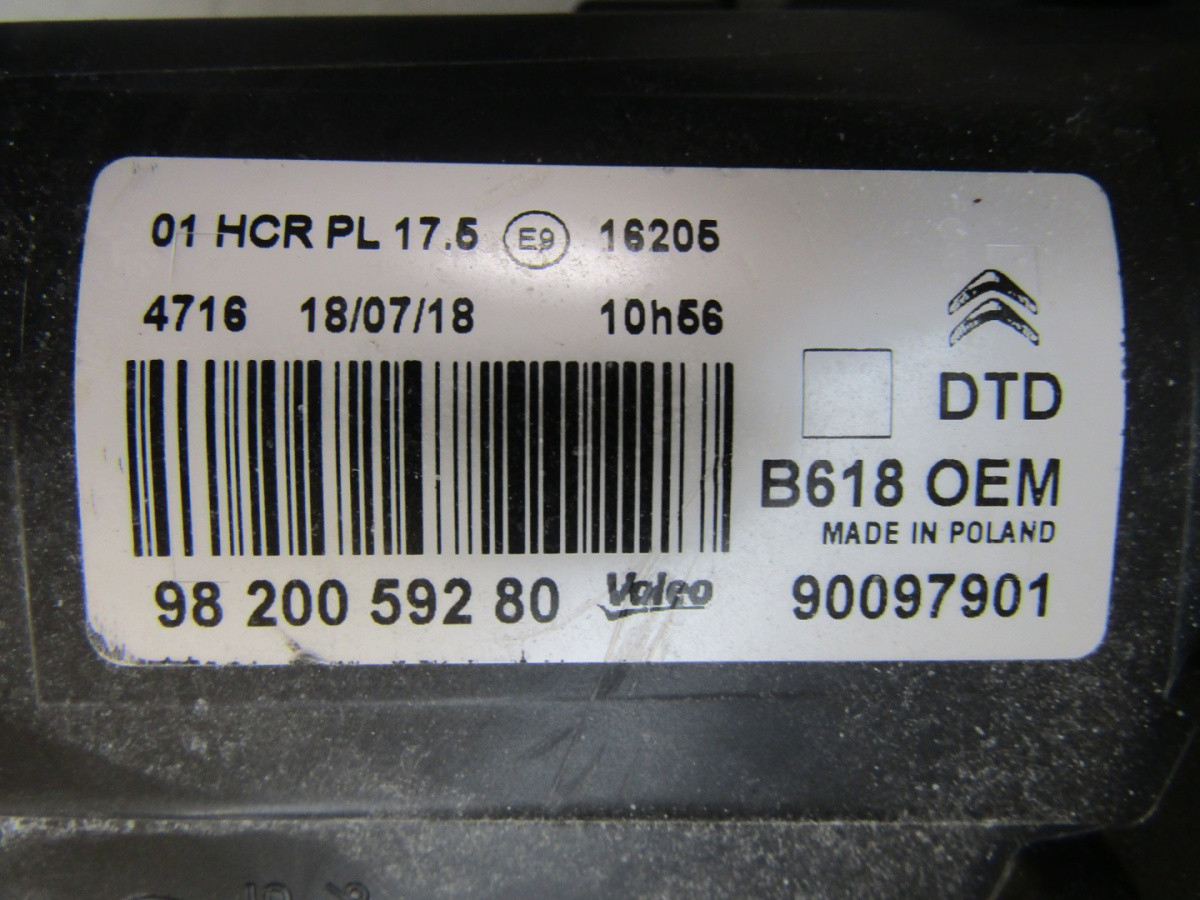 01 HCR PL 17.5 E9 16205
4716 18/07/18 10h56
DTD
B618 OEM
MADE IN POLAND
98 200 592 80 Valeo 90097901